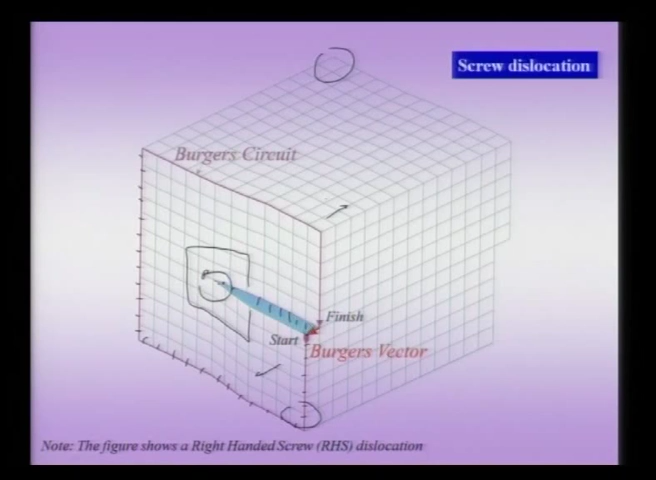 Screw dislocation
Burgers Circuit
Finish
Start
Burgers Vector
Note: The figure shows a Right Handed Screw (RHS) dislocation